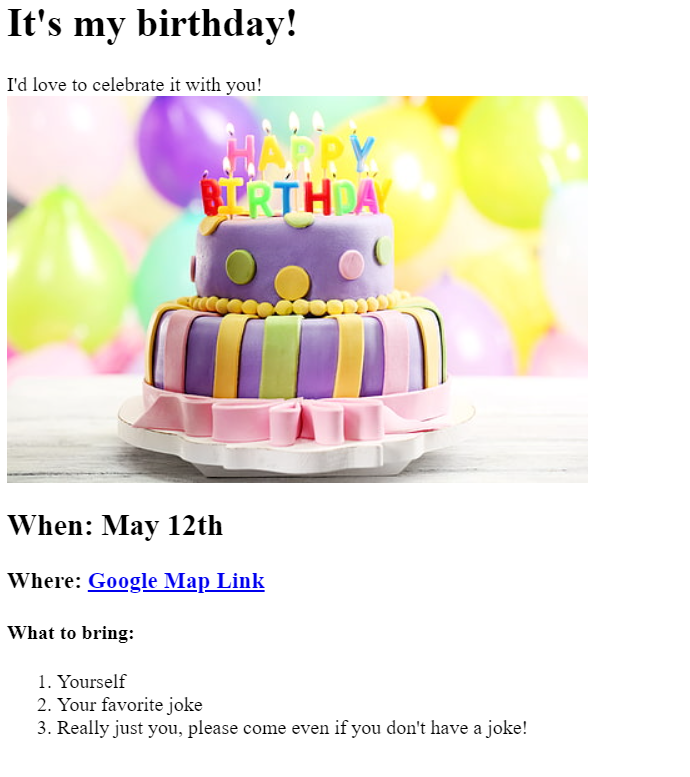 It's my birthday!
I'd love to celebrate it with you!
HAPPY
BIRTHDAY
When: May 12th
Where: Google Map Link
What to bring:
1. Yourself
2. Your favorite joke
3. Really just you, please come even if you don't have a joke!